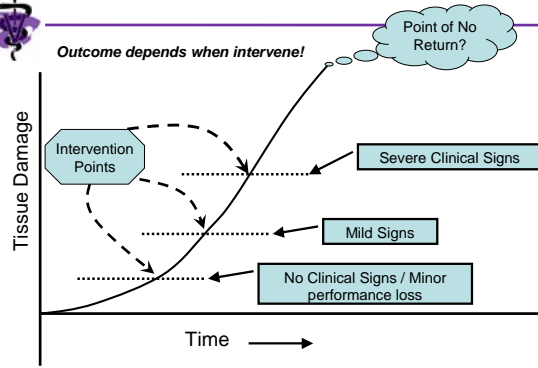 Outcome depends when intervene!
Point of No
Return?
Tissue Damage
Intervention
Points
Severe Clinical Signs
Mild Signs
No Clinical Signs / Minor
performance loss
Time